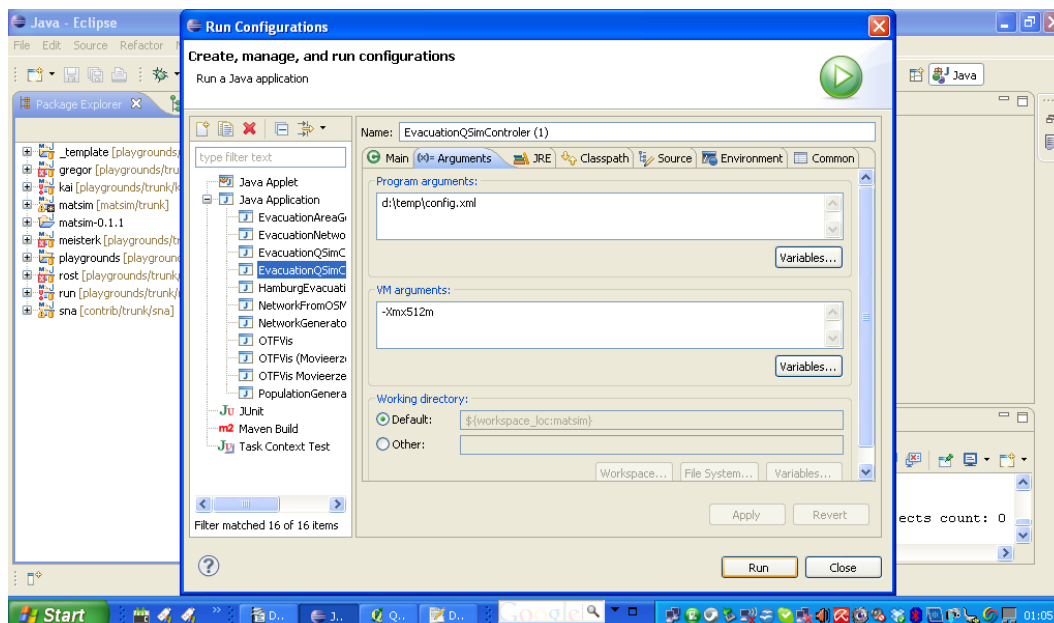 Java - Eclipse
File Edit Source Refactor
Java
Package Explorer
_template [playgrounds/
gregor [playgrounds/tru
kai [playgrounds/trunk/k
matsim [matsim/trunk]
matsim-0.1.1
meisterk [playgrounds/tr
playgrounds [playground
rost [playgrounds/trunk/
run [playgrounds/trunk/r
sna [contrib/trunk/sna]
Run Configurations
Create, manage, and run configurations
Run a Java application
type filter text
Java Applet
Java Application
EvacuationAreaGe
EvacuationNetwo
EvacuationQSimC
EvacuationQSimC
HamburgEvacuati
NetworkFromOSM
NetworkGenerato
OTFVis
OTFVis (Movieerze
OTFVis Movieerze
PopulationGenera
JUnit
m2 Maven Build
Task Context Test
Filter matched 16 of 16 items
Name: EvacuationQSimControler (1)
Main (x)= Arguments JRE Classpath Source Environment Common
Program arguments:
d:\temp\config.xml
Variables...
VM arguments:
-Xmx512m
Variables...
Working directory:
Default: ${workspace_loc:matsim}
Other:
Workspace... File System... Variables...
Apply Revert
Run Close
ects count: 0
Start D.. J.. Q.. D.. Google 01:05